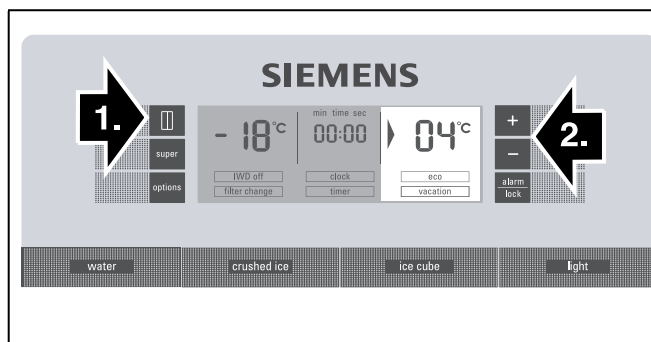 SIEMENS
1.
super
options
- 18°C
min time sec
00:00
04°C
IWD off
clock
eco
filter change
timer
vacation
+
-
alarm
lock
2.
water
crushed ice
ice cube
light